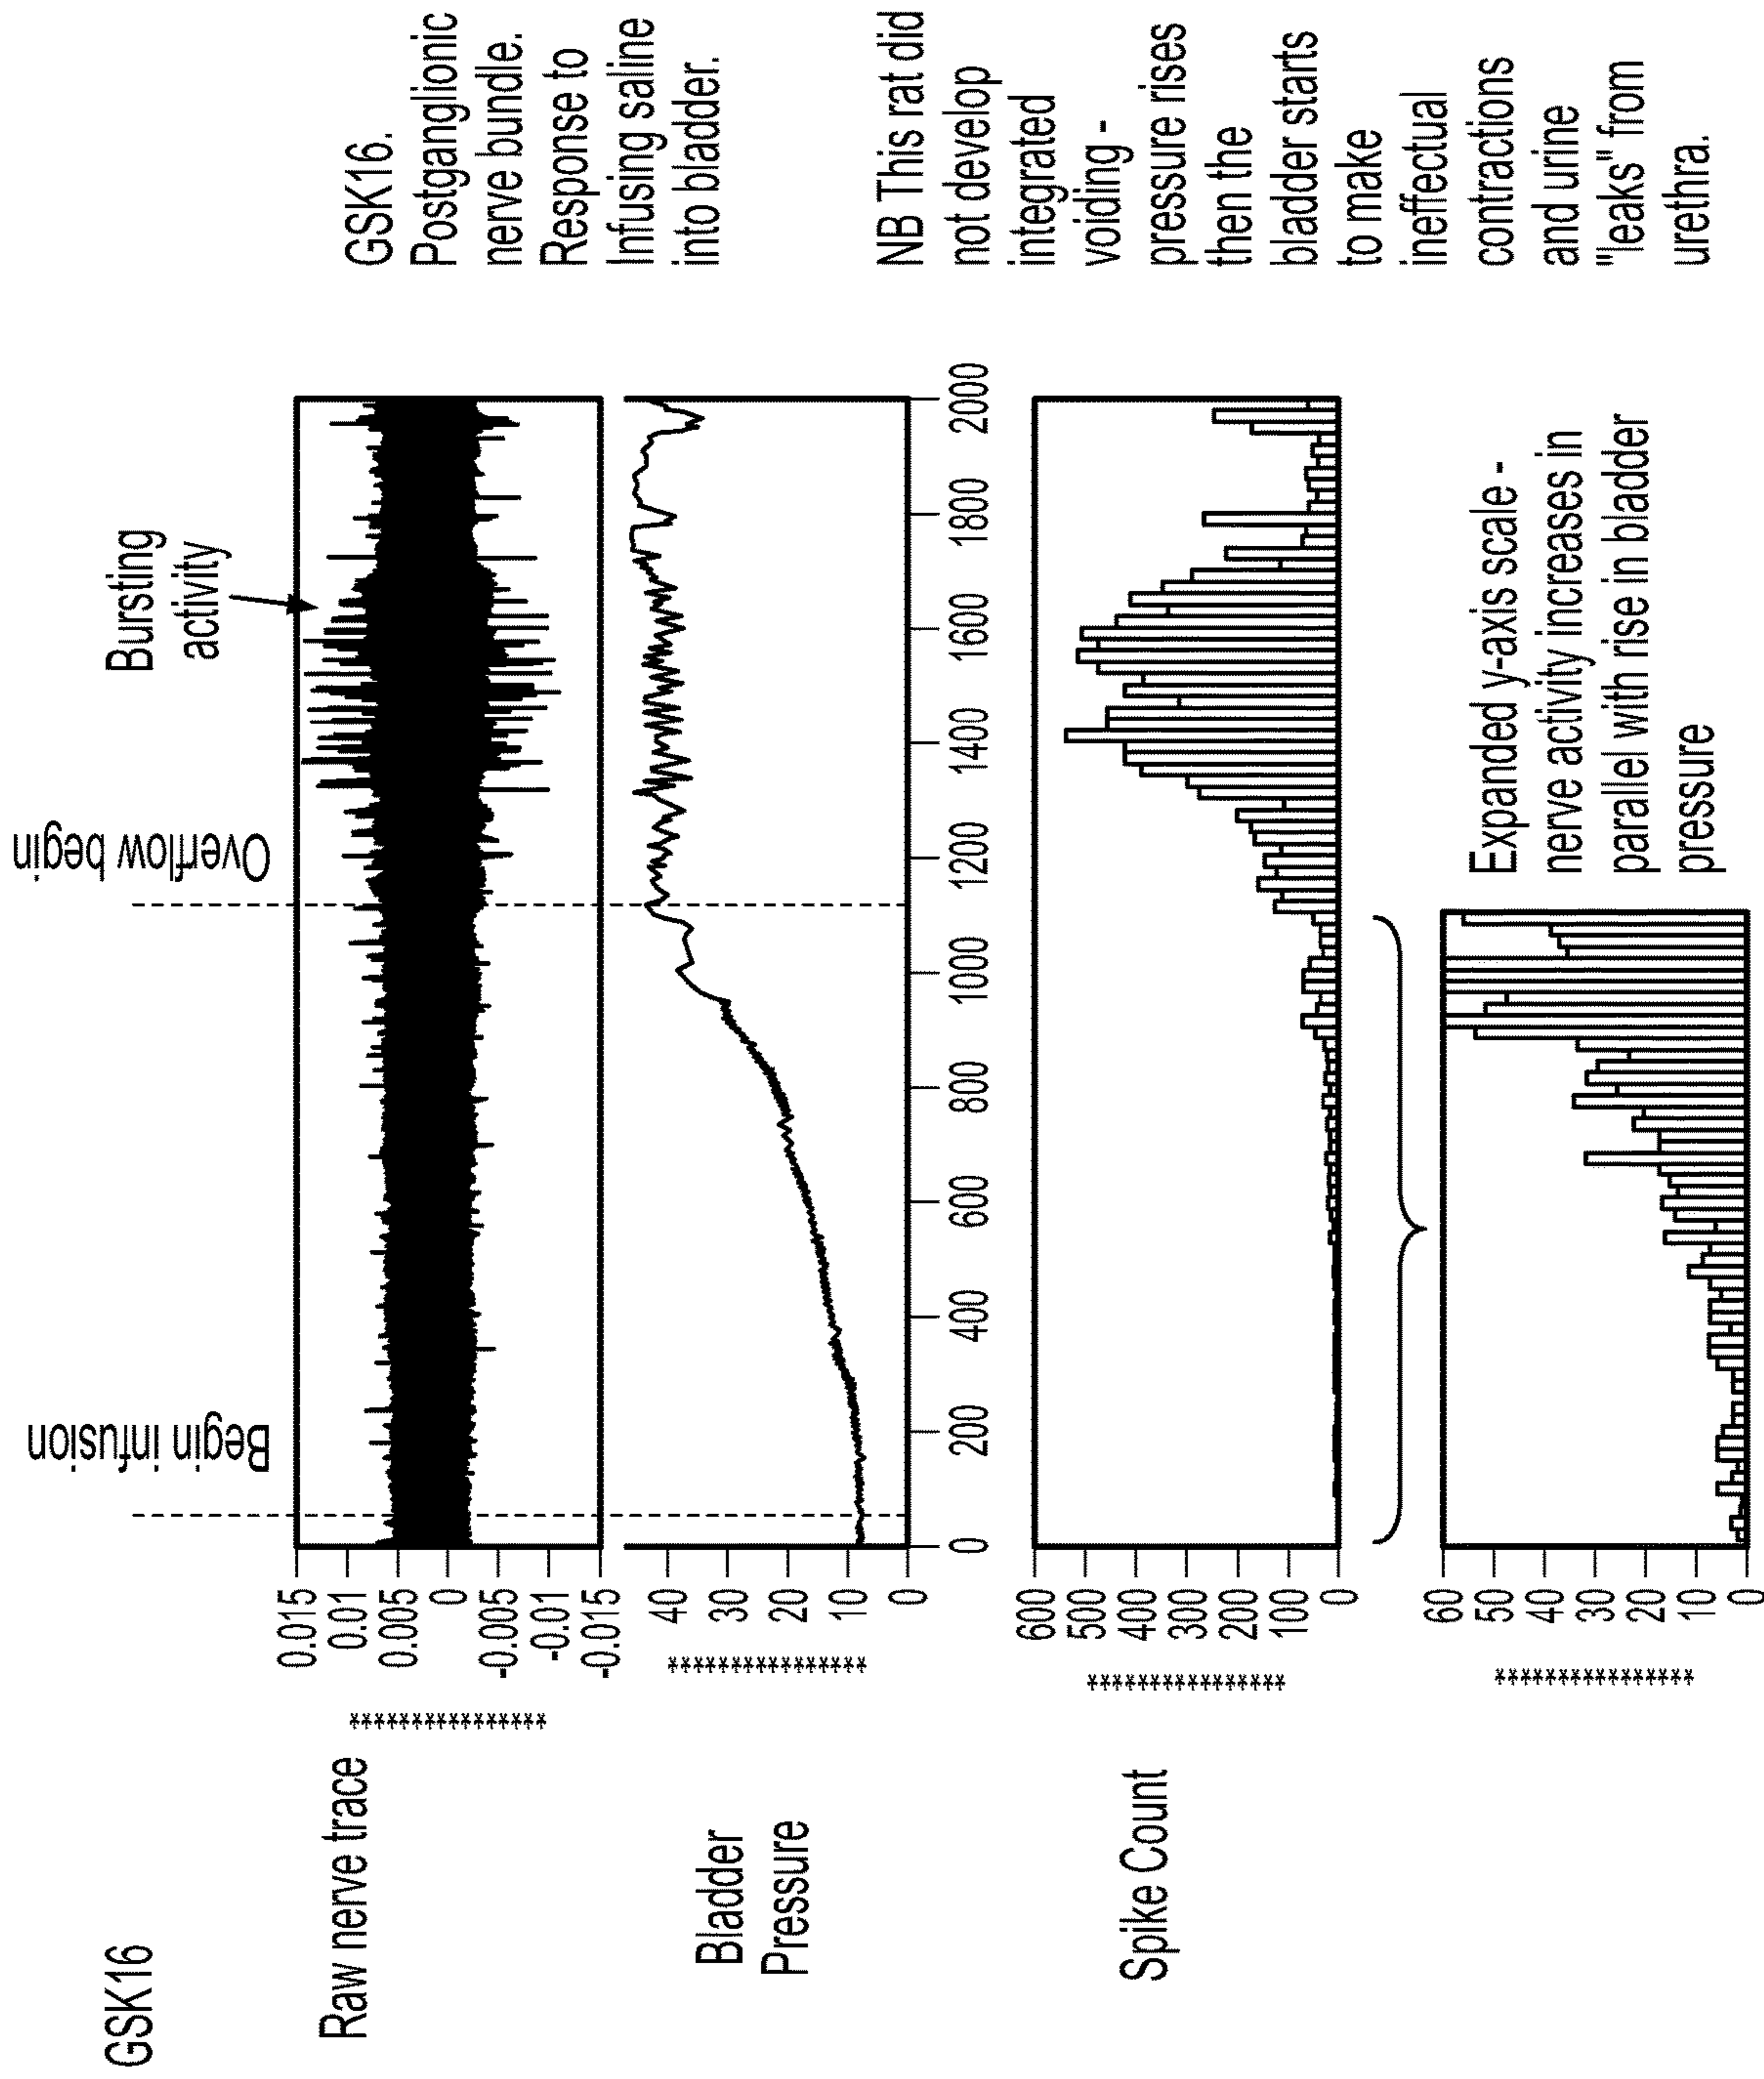 GSK16
Begin infusion
Overflow begin
Bursting
activity
Raw nerve trace
****************
0.015
0.01
0.005
0
-0.005
-0.01
-0.015
GSK16.
Postganglionic
nerve bundle.
Response to
Infusing saline
into bladder.
Bladder
Pressure
****************
40
30
20
10
0
0 200 400 600 800 1000 1200 1400 1600 1800 2000
NB This rat did
not develop
integrated
voiding -
pressure rises
then the
bladder starts
to make
ineffectual
contractions
and urine
"leaks" from
urethra.
Spike Count
****************
600
500
400
300
200
100
0
****************
60
50
40
30
20
10
0
Expanded y-axis scale -
nerve activity increases in
parallel with rise in bladder
pressure